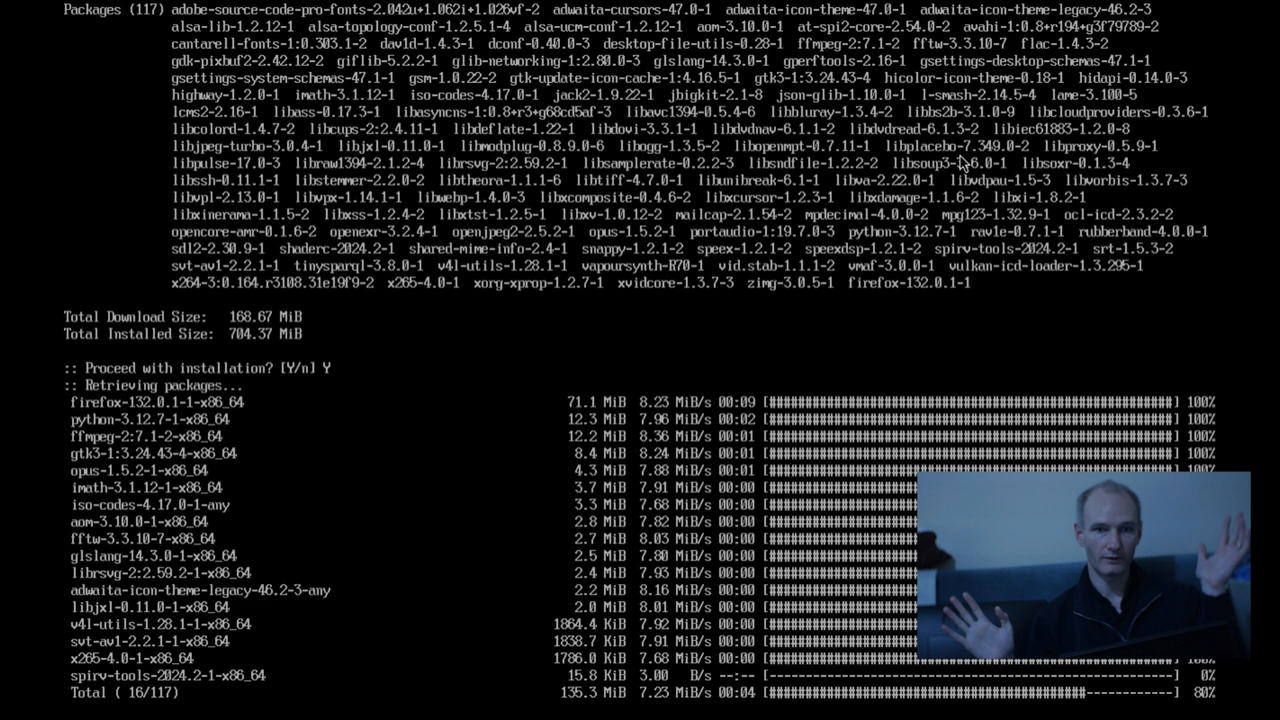 Packages (117) adobe-source-code-pro-fonts-2.042u+1.062i+1.026vf-2  adwaita-cursors-47.0-1  adwaita-icon-theme-47.0-1  adwaita-icon-theme-legacy-46.2-3
alsa-lib-1.2.12-1  alsa-topology-conf-1.2.5.1-4  alsa-ucm-conf-1.2.12-1  aom-3.10.0-1  at-spi2-core-2.54.0-2  avahi-1:0.8+r194+g3f79789-2
cantarell-fonts-1:0.303.1-2  dav1d-1.4.3-1  dconf-0.40.0-3  desktop-file-utils-0.28-1  ffmpeg-2:7.1-2  fftw-3.3.10-7  flac-1.4.3-2
gdk-pixbuf2-2.42.12-2  giflib-5.2.2-1  glib-networking-1:2.80.0-3  glslang-14.3.0-1  gperftools-2.16-1  gsettings-desktop-schemas-47.1-1
gsettings-system-schemas-47.1-1  gsm-1.0.22-2  gtk-update-icon-cache-1:4.16.5-1  gtk3-1:3.24.43-4  hicolor-icon-theme-0.18-1  hidapi-0.14.0-3
highway-1.2.0-1  imath-3.1.12-1  iso-codes-4.17.0-1  jack2-1.9.22-1  jbigkit-2.1-8  json-glib-1.10.0-1  l-smash-2.14.5-4  lame-3.100-5
lcms2-2.16-1  libass-0.17.3-1  libasyncns-1:0.8+r3+g68cd5af-3  libavc1394-0.5.4-6  libbluray-1.3.4-2  libbs2b-3.1.0-9  libcloudproviders-0.3.6-1
libcolord-1.4.7-2  libcups-2:2.4.11-1  libdeflate-1.22-1  libdovi-3.3.1-1  libdvdnav-6.1.1-2  libdvdread-6.1.3-2  libiec61883-1.2.0-8
libjpeg-turbo-3.0.4-1  libjxl-0.11.0-1  libmodplug-0.8.9.0-6  libogg-1.3.5-2  libopenmpt-0.7.11-1  libplacebo-7.349.0-2  libproxy-0.5.9-1
libpulse-17.0-3  libraw1394-2.1.2-4  librsvg-2:2.59.2-1  libsamplerate-0.2.2-3  libsndfile-1.2.2-2  libsoup3-3.6.0-1  libsoxr-0.1.3-4
libssh-0.11.1-1  libstemmer-2.2.0-2  libtheora-1.1.1-6  libtiff-4.7.0-1  libunibreak-6.1-1  libva-2.22.0-1  libvdpau-1.5-3  libvorbis-1.3.7-3
libvpl-2.13.0-1  libvpx-1.14.1-1  libwebp-1.4.0-3  libxcomposite-0.4.6-2  libxcursor-1.2.3-1  libxdamage-1.1.6-2  libxi-1.8.2-1
libxinerama-1.1.5-2  libxss-1.2.4-2  libxtst-1.2.5-1  libxv-1.0.12-2  mailcap-2.1.54-2  mpdecimal-4.0.0-2  mpg123-1.32.9-1  ocl-icd-2.3.2-2
opencore-amr-0.1.6-2  openexr-3.2.4-1  openjpeg2-2.5.2-1  opus-1.5.2-1  portaudio-1:19.7.0-3  python-3.12.7-1  rav1e-0.7.1-1  rubberband-4.0.0-1
sdl2-2.30.9-1  shaderc-2024.2-1  shared-mime-info-2.4-1  snappy-1.2.1-2  speex-1.2.1-2  speexdsp-1.2.1-2  spirv-tools-2024.2-1  srt-1.5.3-2
svt-av1-2.2.1-1  tinysparql-3.8.0-1  v4l-utils-1.28.1-1  vapoursynth-R70-1  vid.stab-1.1.1-2  vmaf-3.0.0-1  vulkan-icd-loader-1.3.295-1
x264-3:0.164.r3108.31e19f9-2  x265-4.0-1  xorg-xprop-1.2.7-1  xvidcore-1.3.7-3  zimg-3.0.5-1  firefox-132.0.1-1
Total Download Size:   168.67 MiB
Total Installed Size:  704.37 MiB
:: Proceed with installation? [Y/n] Y
:: Retrieving packages...
firefox-132.0.1-1-x86_64 71.1 MiB 8.23 MiB/s 00:09 [########################################################] 100%
python-3.12.7-1-x86_64 12.3 MiB 7.96 MiB/s 00:02 [########################################################] 100%
ffmpeg-2:7.1-2-x86_64 12.2 MiB 8.36 MiB/s 00:01 [########################################################] 100%
gtk3-1:3.24.43-4-x86_64 8.4 MiB 8.24 MiB/s 00:01 [########################################################] 100%
opus-1.5.2-1-x86_64 4.3 MiB 7.88 MiB/s 00:01 [########################################################] 100%
imath-3.1.12-1-x86_64 3.7 MiB 7.91 MiB/s 00:00 [#####################
iso-codes-4.17.0-1-any 3.3 MiB 7.68 MiB/s 00:00 [#####################
aom-3.10.0-1-x86_64 2.8 MiB 7.82 MiB/s 00:00 [#####################
fftw-3.3.10-7-x86_64 2.7 MiB 8.03 MiB/s 00:00 [#####################
glslang-14.3.0-1-x86_64 2.5 MiB 7.80 MiB/s 00:00 [#####################
librsvg-2:2.59.2-1-x86_64 2.4 MiB 7.93 MiB/s 00:00 [#####################
adwaita-icon-theme-legacy-46.2-3-any 2.2 MiB 8.16 MiB/s 00:00 [#####################
libjxl-0.11.0-1-x86_64 2.0 MiB 8.01 MiB/s 00:00 [#####################
v4l-utils-1.28.1-1-x86_64 1864.4 KiB 7.92 MiB/s 00:00 [#####################
svt-av1-2.2.1-1-x86_64 1838.7 KiB 7.91 MiB/s 00:00 [#####################
x265-4.0-1-x86_64 1786.0 KiB 7.68 MiB/s 00:00 [########################################################] 100%
spirv-tools-2024.2-1-x86_64 15.8 KiB 3.00 B/s --:-- [--------------------------------------------------------] 0%
Total ( 16/117) 135.3 MiB 7.23 MiB/s 00:04 [############################################------------] 80%